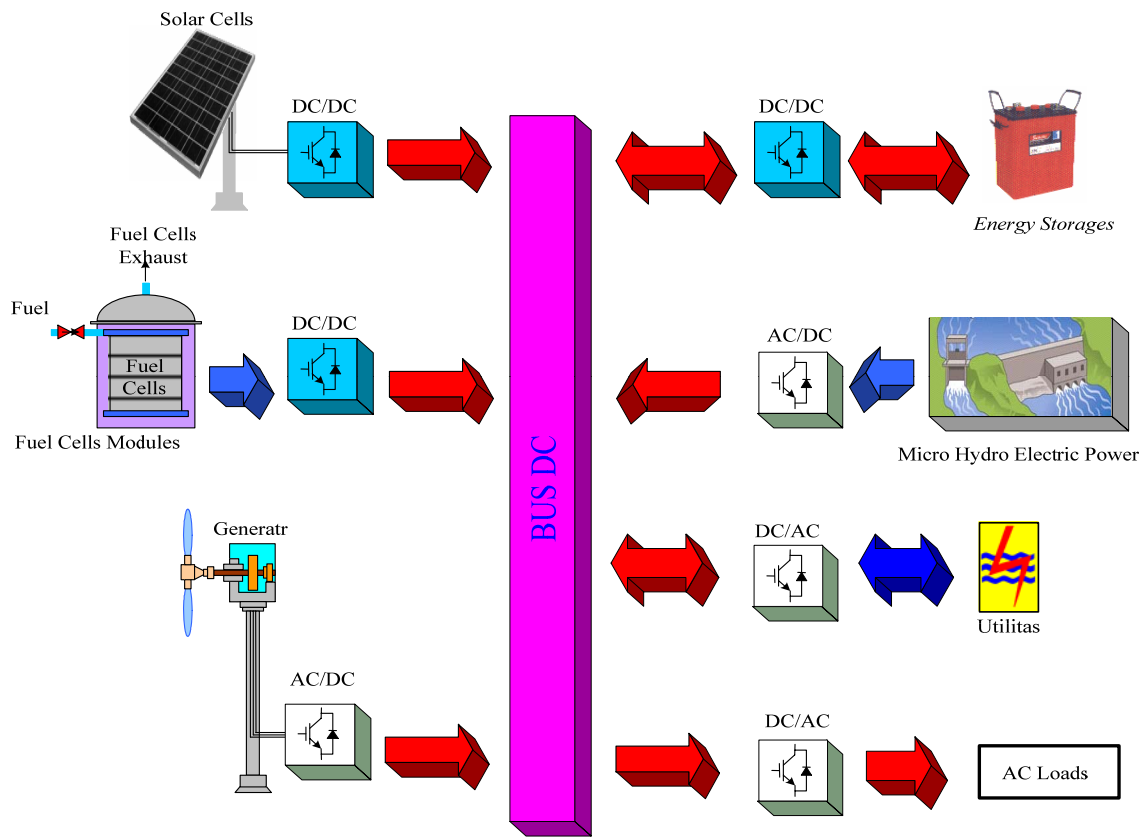 Solar Cells
DC/DC
DC/DC
Energy Storages
Fuel Cells
Exhaust
Fuel
Fuel
Cells
DC/DC
Fuel Cells Modules
AC/DC
Micro Hydro Electric Power
BUS DC
Generatr
AC/DC
DC/AC
Utilitas
DC/AC
AC Loads